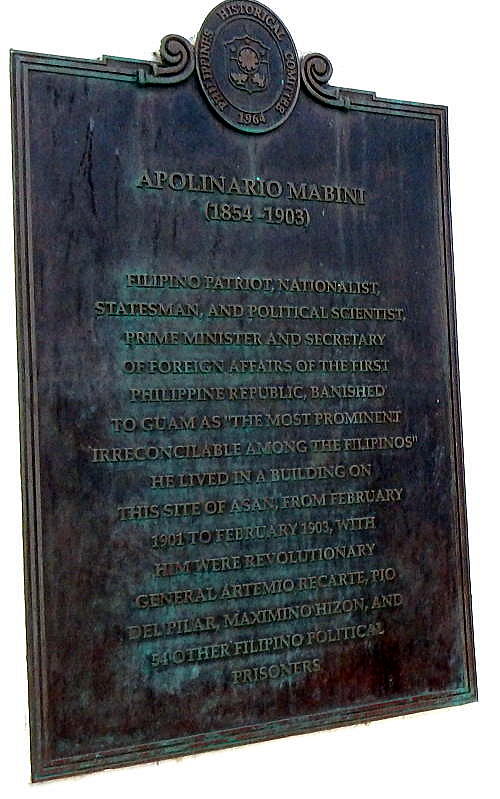 PHILIPPINES HISTORICAL COMITTEE
1964
APOLINARIO MABINI
(1854 - 1903)
FILIPINO PATRIOT, NATIONALIST,
STATESMAN, AND POLITICAL SCIENTIST,
PRIME MINISTER AND SECRETARY
OF FOREIGN AFFAIRS OF THE FIRST
PHILIPPINE REPUBLIC, BANISHED
TO GUAM AS "THE MOST PROMINENT
IRRECONCILABLE AMONG THE FILIPINOS"
HE LIVED IN A BUILDING ON
THIS SITE OF ASAN, FROM FEBRUARY
1901 TO FEBRUARY 1903, WITH
HIM WERE REVOLUTIONARY
GENERAL ARTEMIO RECARTE, PIO
DEL PILAR, MAXIMINO HIZON, AND
54 OTHER FILIPINO POLITICAL
PRISONERS.